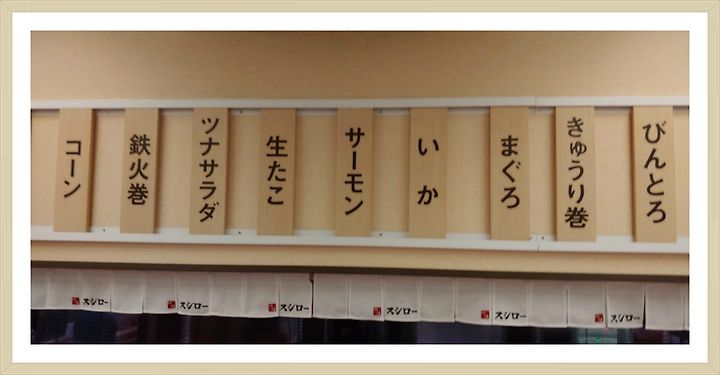 びんとろ
きゅうり巻
まぐろ
いか
サーモン
生たこ
ツナサラダ
鉄火巻
コーン
スシロー
スシロー
スシロー
スシロー
スシロー
スシロー